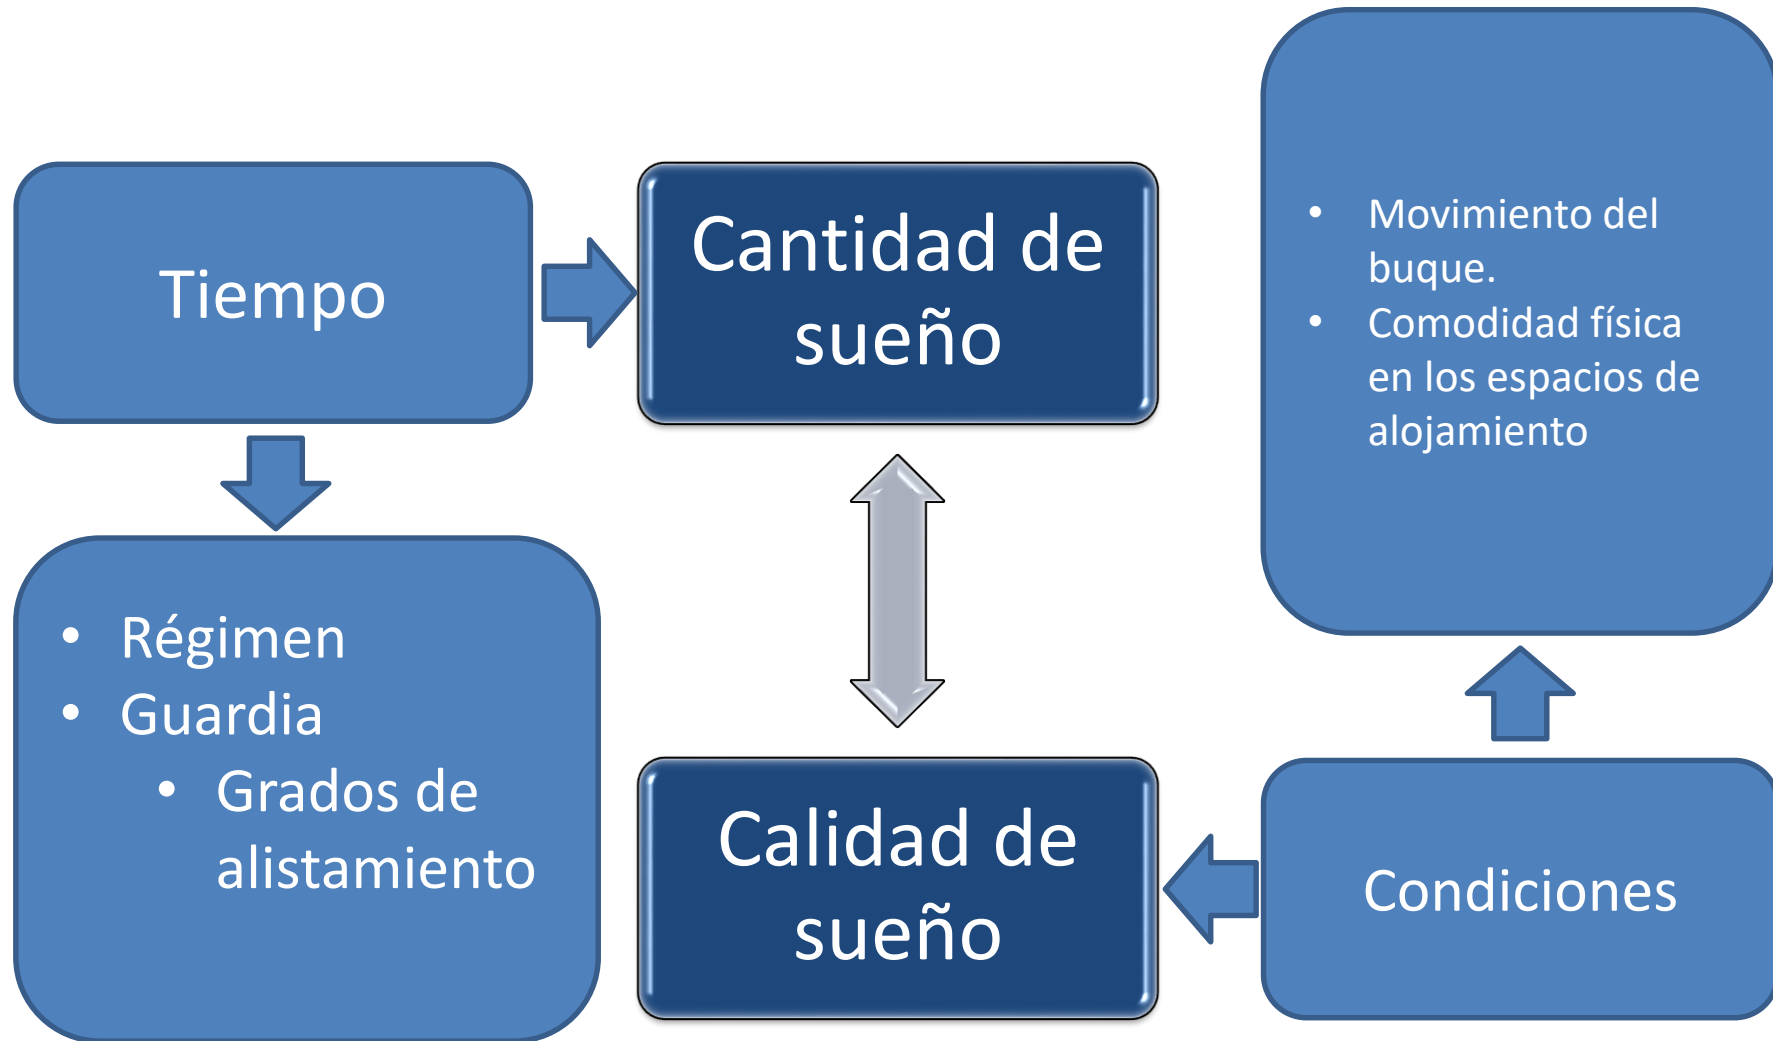 Tiempo
Cantidad de
sueño
• Movimiento del
buque.
• Comodidad física
en los espacios de
alojamiento
• Régimen
• Guardia
• Grados de
alistamiento
Calidad de
sueño
Condiciones